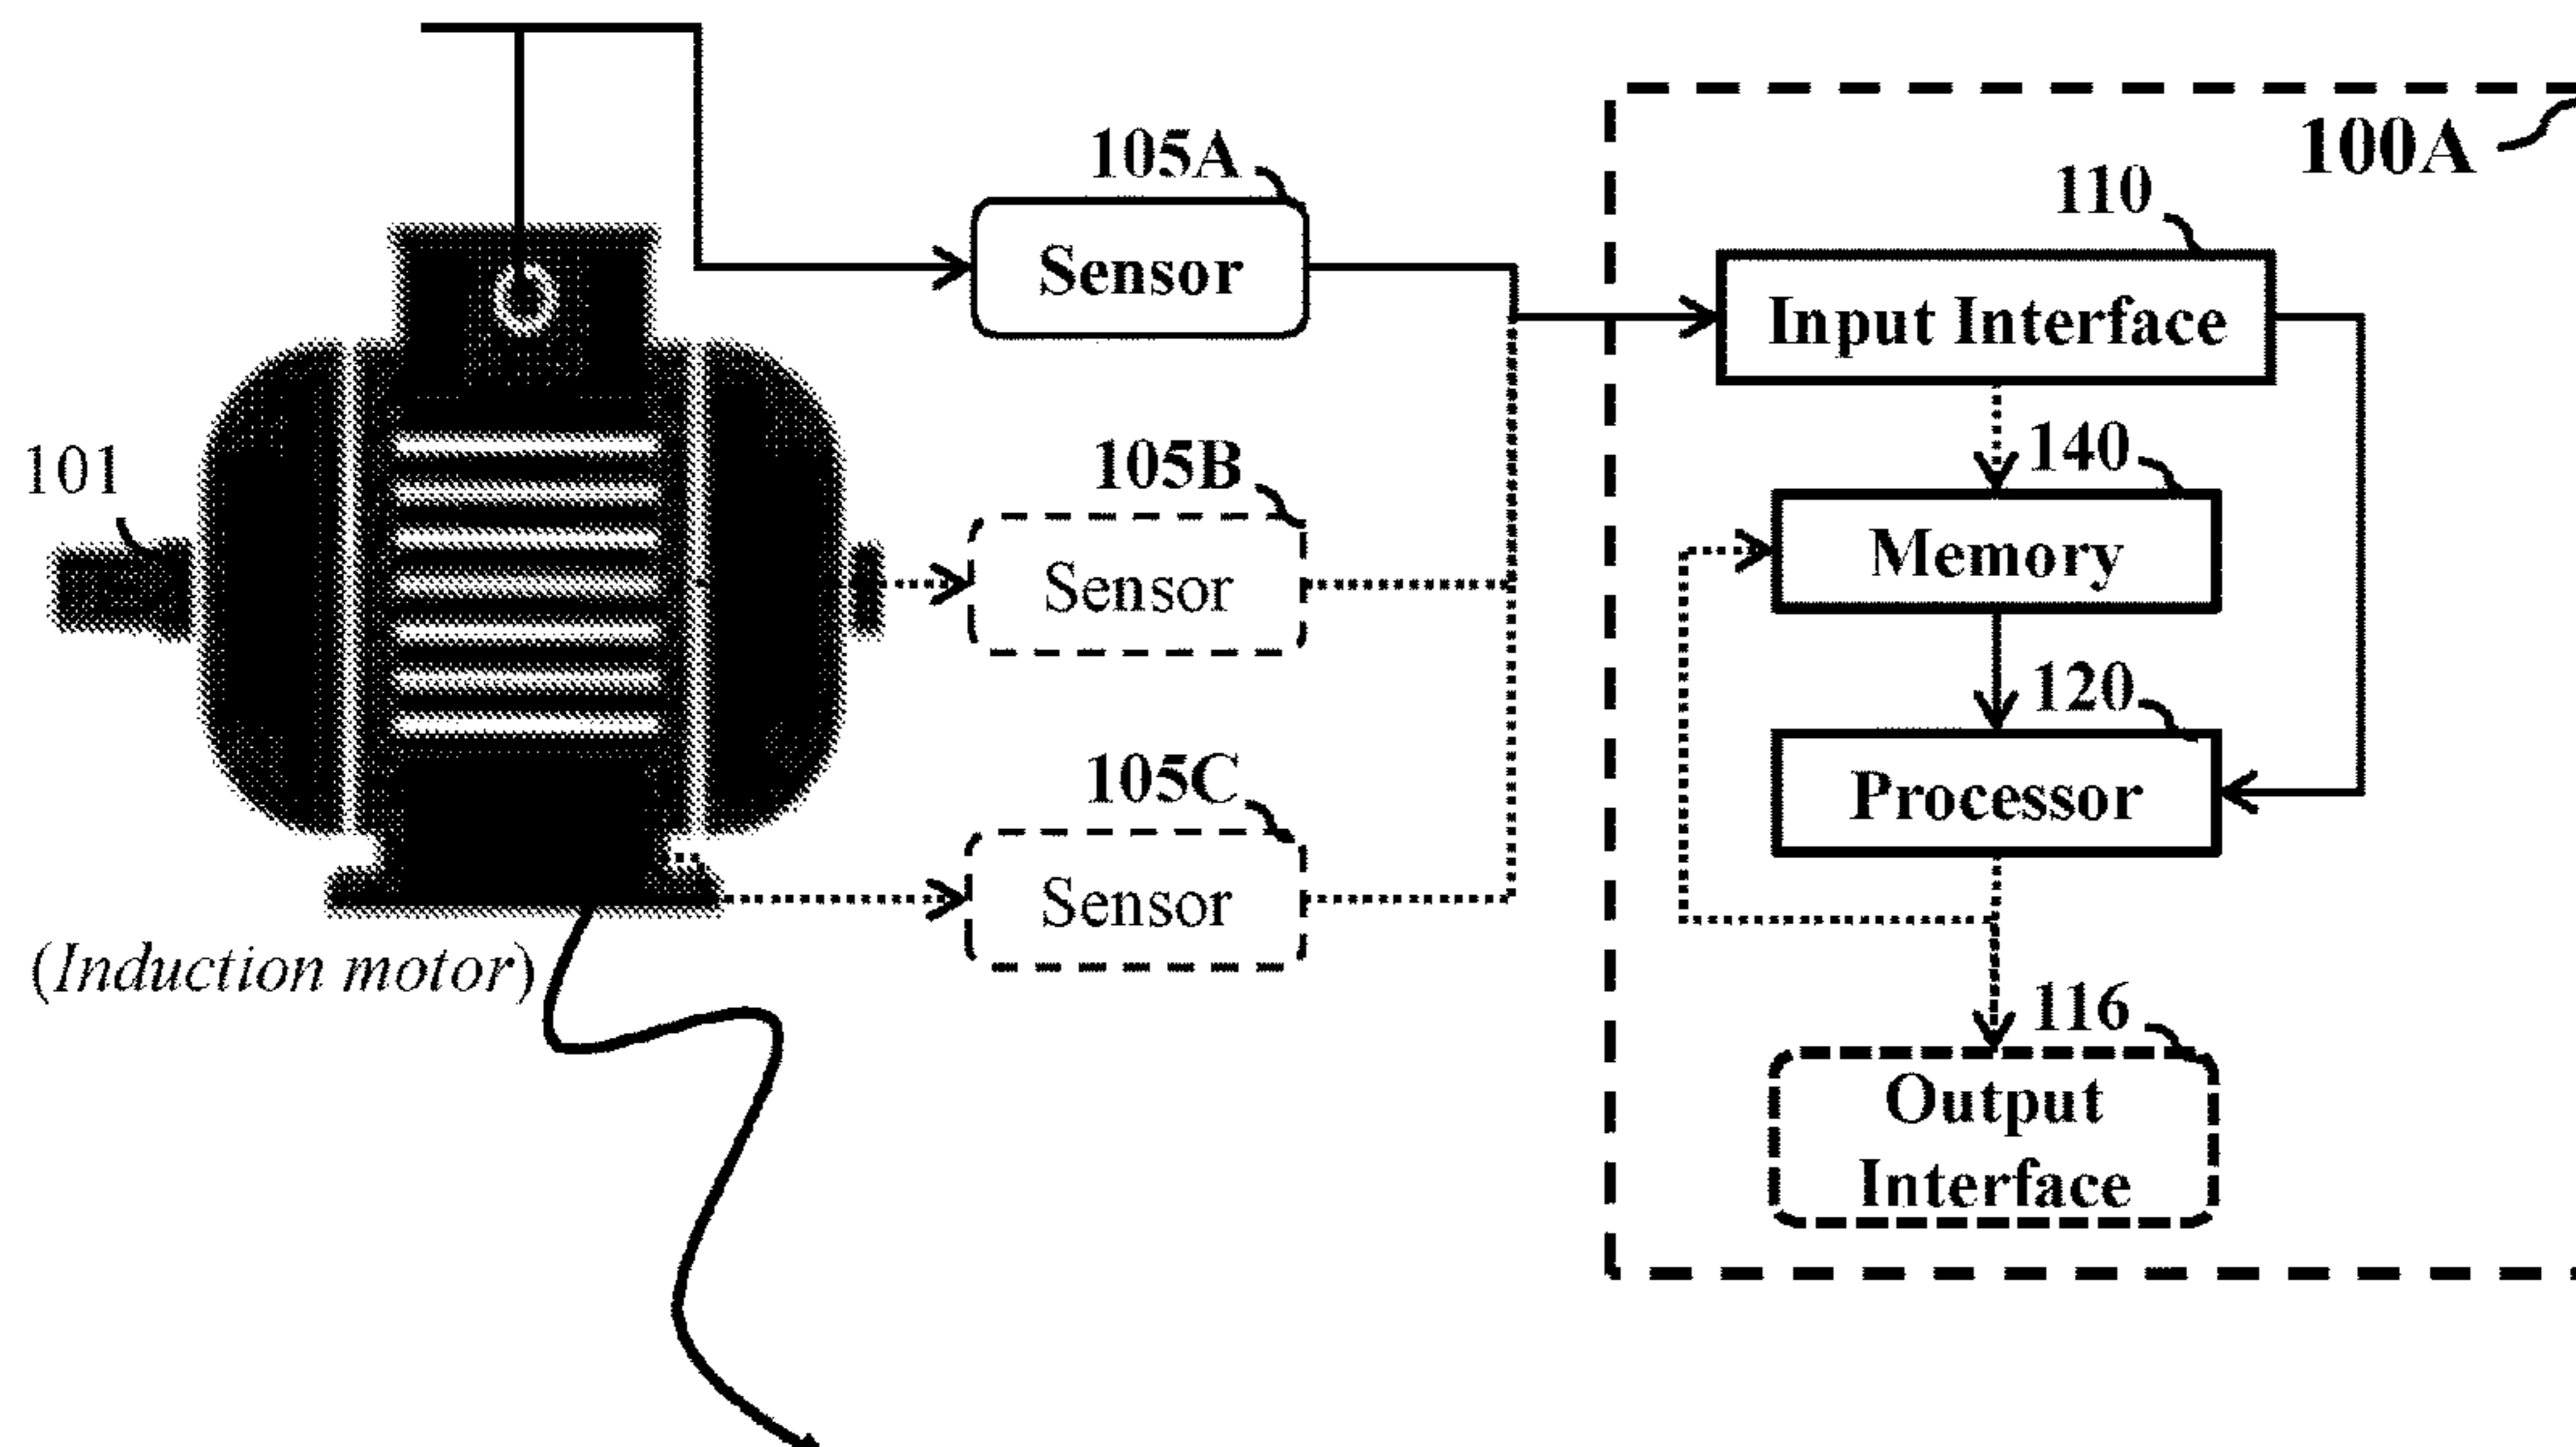 105A
Sensor
100A
110
Input Interface
101
105B
Sensor
140
Memory
120
Processor
105C
Sensor
(Induction motor)
116
Output
Interface